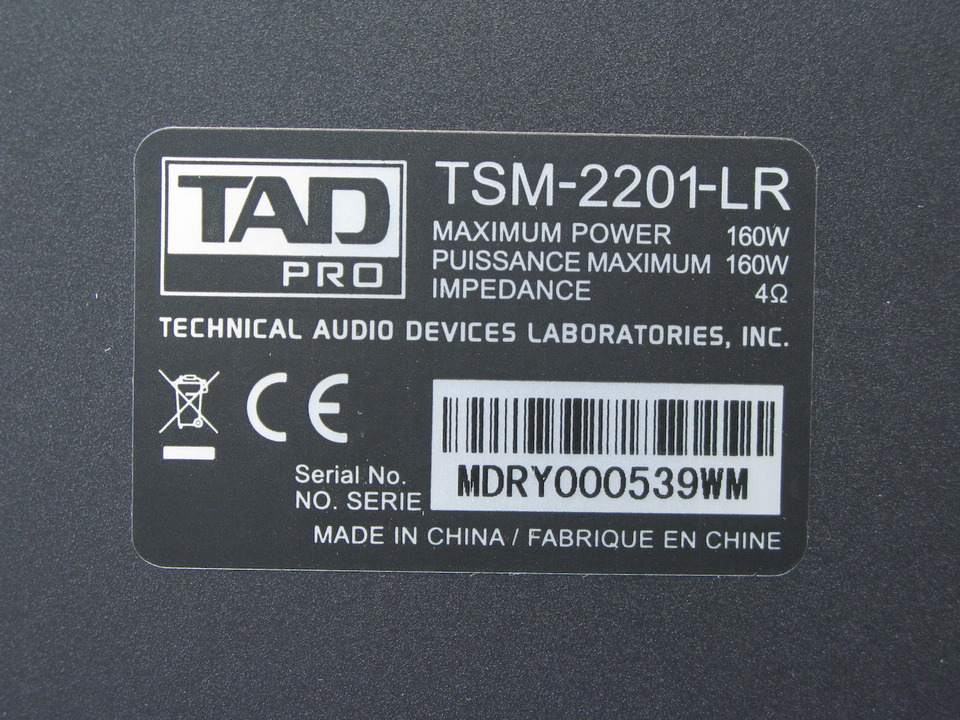 TAD
PRO
TSM-2201-LR
MAXIMUM POWER 160W
PUISSANCE MAXIMUM 160W
IMPEDANCE 4Ω
TECHNICAL AUDIO DEVICES LABORATORIES, INC.
CE
Serial No.
NO. SERIE
MDRY000539WM
MADE IN CHINA / FABRIQUE EN CHINE